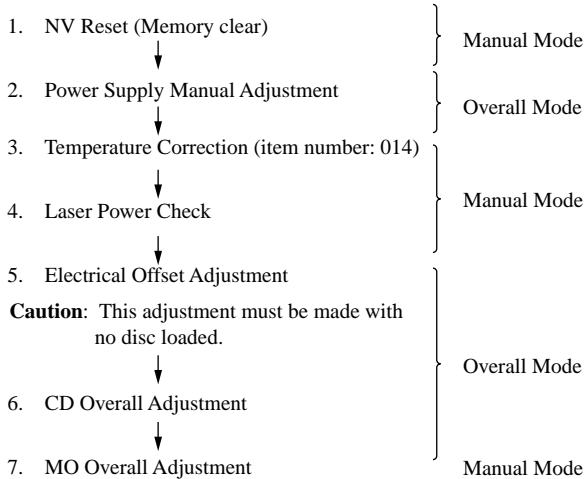 1. NV Reset (Memory clear)
Manual Mode
2. Power Supply Manual Adjustment
Overall Mode
3. Temperature Correction (item number: 014)
4. Laser Power Check
Manual Mode
5. Electrical Offset Adjustment
Caution: This adjustment must be made with
no disc loaded.
Overall Mode
6. CD Overall Adjustment
7. MO Overall Adjustment
Manual Mode